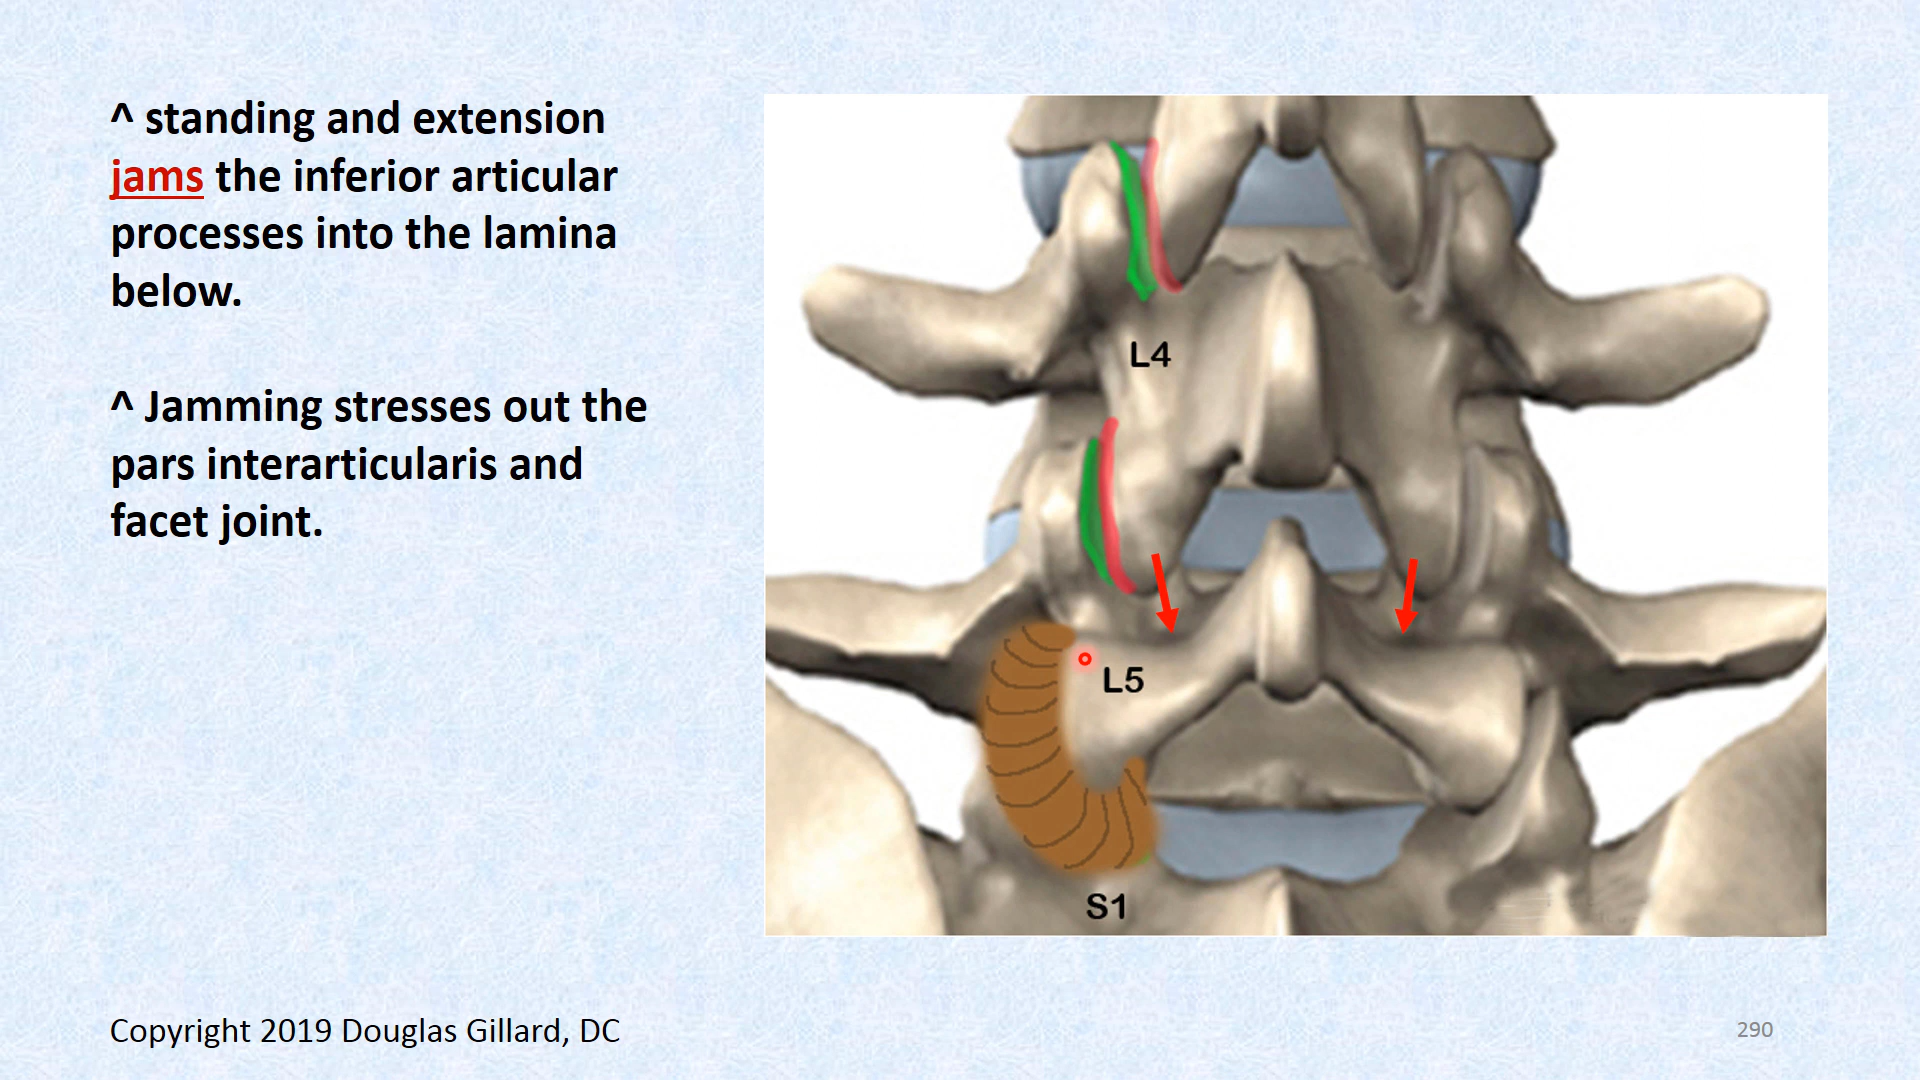 ^ standing and extension
jams the inferior articular
processes into the lamina
below.
^ Jamming stresses out the
pars interarticularis and
facet joint.
L4
L5
S1
Copyright 2019 Douglas Gillard, DC
290